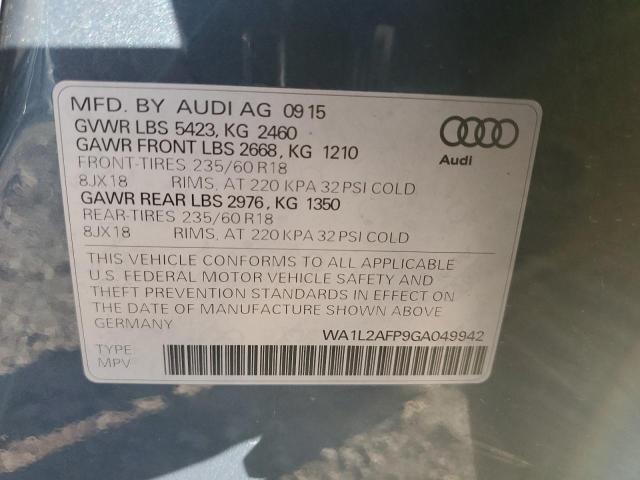 MFD. BY AUDI AG 09 15
GVWR LBS 5423, KG 2460
GAWR FRONT LBS 2668, KG 1210
FRONT-TIRES 235/60 R18
8JX18 RIMS, AT 220 KPA 32 PSI COLD
GAWR REAR LBS 2976, KG 1350
REAR-TIRES 235/60 R18
8JX18 RIMS, AT 220 KPA 32 PSI COLD
Audi
THIS VEHICLE CONFORMS TO ALL APPLICABLE
U.S. FEDERAL MOTOR VEHICLE SAFETY AND
THEFT PREVENTION STANDARDS IN EFFECT ON
THE DATE OF MANUFACTURE SHOWN ABOVE
GERMANY
WA1L2AFP9GA049942
TYPE:
MPV